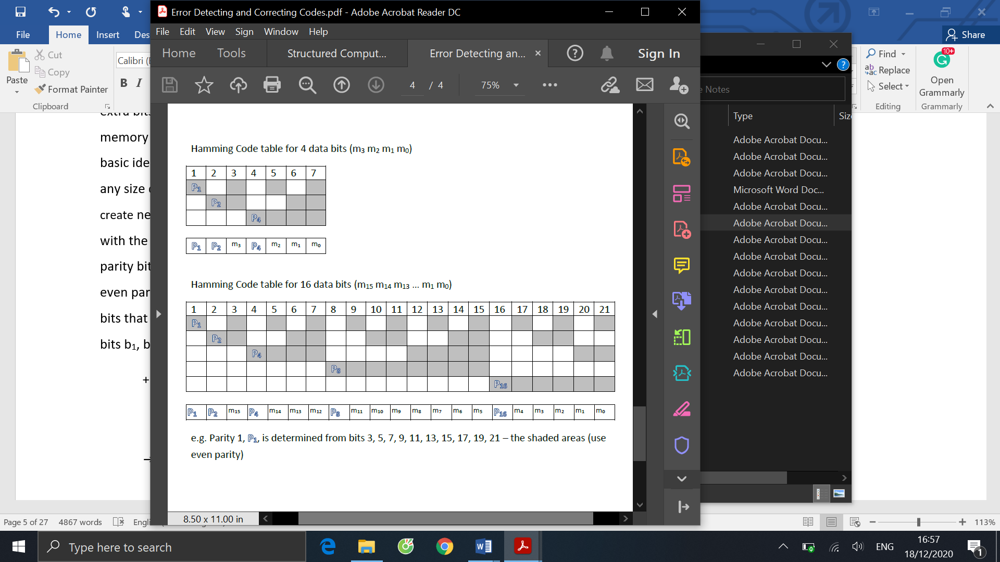 Error Detecting and Correcting Codes.pdf - Adobe Acrobat Reader DC
File Home Insert Des
Share
File Edit View Sign Window Help
Home Tools Structured Comput... Error Detecting an... × Sign In
4 / 4 75%
Cut
Copy
Format Painter
Paste
Clipboard
Calibri (
B I
Find
Replace
Select
Editing
10+
Open
Grammarly
Grammarly
Notes
Type
Adobe Acrobat Docu...
Adobe Acrobat Docu...
Adobe Acrobat Docu...
Microsoft Word Doc...
Adobe Acrobat Docu...
Adobe Acrobat Docu...
Adobe Acrobat Docu...
Adobe Acrobat Docu...
Adobe Acrobat Docu...
Adobe Acrobat Docu...
Adobe Acrobat Docu...
Adobe Acrobat Docu...
Adobe Acrobat Docu...
Adobe Acrobat Docu...
Adobe Acrobat Docu...
memory
basic ide
any size
create ne
with the
parity bit
even par
bits that
bits b₁, b
+
→
Hamming Code table for 4 data bits (m₃ m₂ m₁ m₀)
1 2 3 4 5 6 7
P₁
P₂
P₄
P₁ P₂ m₃ P₄ m₂ m₁ m₀
Hamming Code table for 16 data bits (m₁₅ m₁₄ m₁₃ ... m₁ m₀)
1 2 3 4 5 6 7 8 9 10 11 12 13 14 15 16 17 18 19 20 21
P₁
P₂
P₄
P₈
P₁₆
P₁ P₂ m₁₅ P₄ m₁₄ m₁₃ m₁₂ P₈ m₁₁ m₁₀ m₉ m₈ m₇ m₆ m₅ P₁₆ m₄ m₃ m₂ m₁ m₀
e.g. Parity 1, P₁, is determined from bits 3, 5, 7, 9, 11, 13, 15, 17, 19, 21 – the shaded areas (use
even parity)
8.50 x 11.00 in
Page 5 of 27 4867 words Engli
113%
Type here to search
ENG
16:57
18/12/2020
1